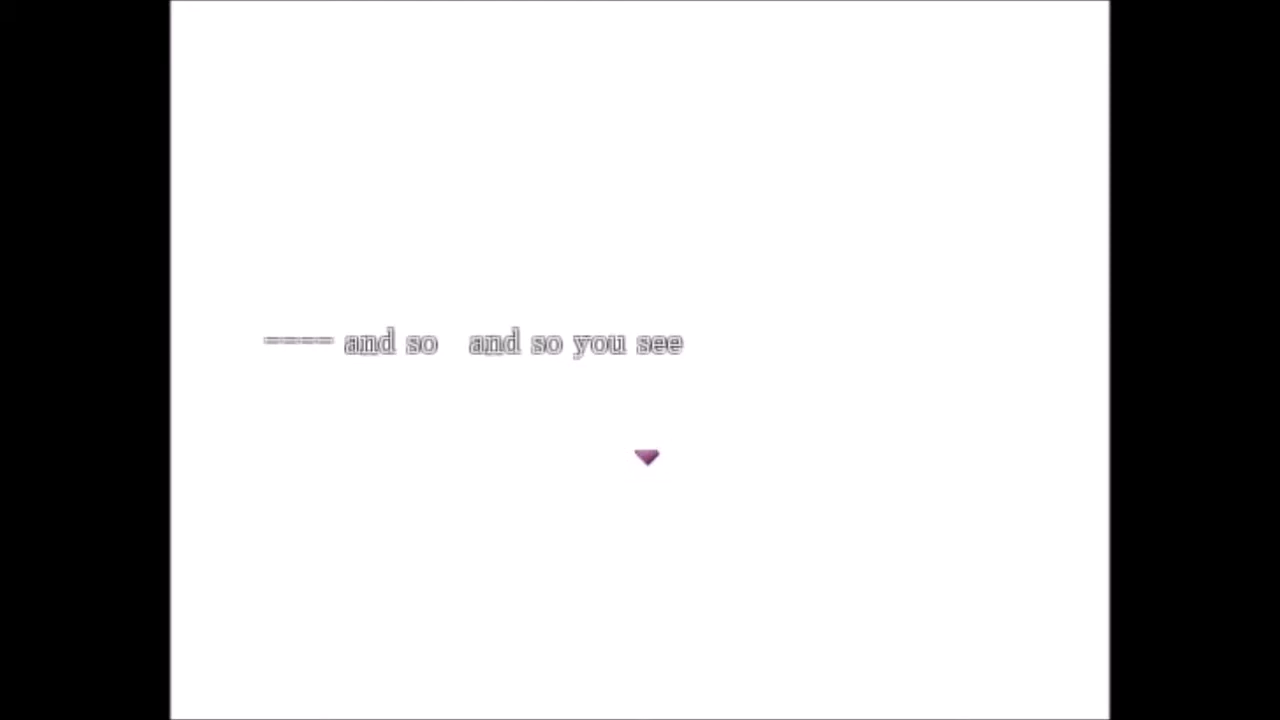 ---- and so  and so you see